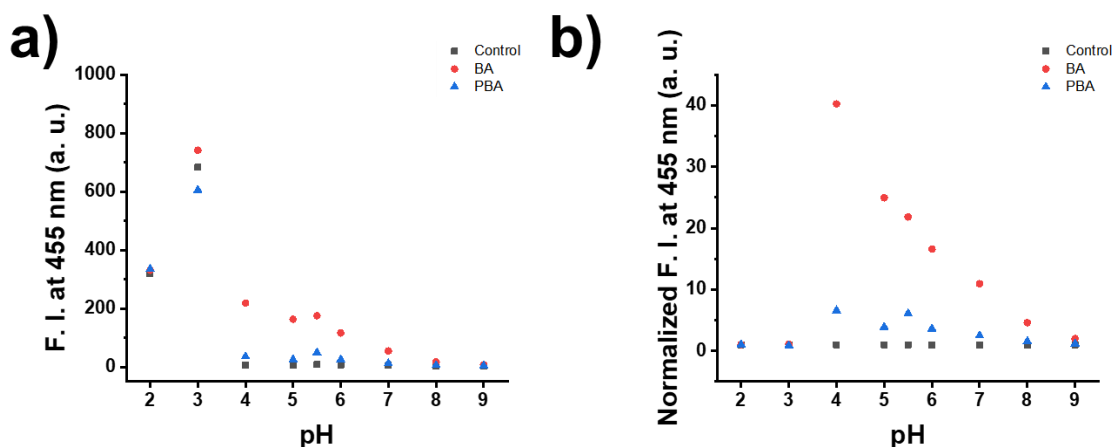 a)
Control
BA
PBA
F. I. at 455 nm (a. u.)
1000
800
600
400
200
0
2 3 4 5 6 7 8 9
pH
b)
Control
BA
PBA
Normalized F. I. at 455 nm (a. u.)
40
30
20
10
0
2 3 4 5 6 7 8 9
pH